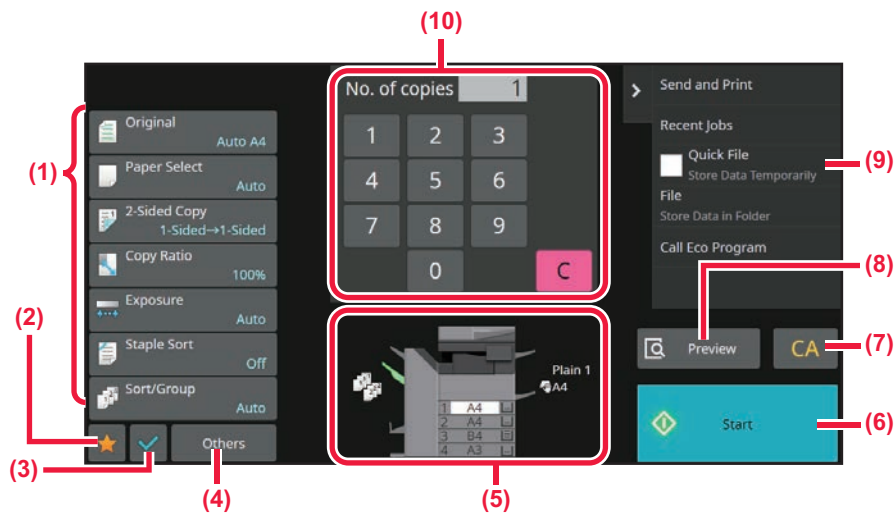 (10)
No. of copies 1
1 2 3
4 5 6
7 8 9
0 C
(1)
Original
Auto A4
Paper Select
Auto
2-Sided Copy
1-Sided→1-Sided
Copy Ratio
100%
Exposure
Auto
Staple Sort
Off
Sort/Group
Auto
(2)
(3)
Others
(4)
Plain 1
A4
1 A4
2 A4
3 B4
4 A3
(5)
Send and Print
Recent Jobs
Quick File
Store Data Temporarily
(9)
File
Store Data in Folder
Call Eco Program
(8)
Preview
CA
(7)
Start
(6)